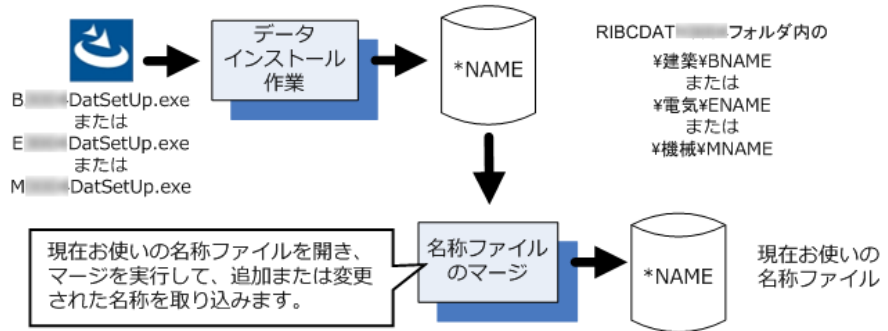 データ
インストール
作業
*NAME
RIBCDAT フォルダ内の
¥建築¥BNAME
または
¥電気¥ENAME
または
¥機械¥MNAME
B DatSetUp.exe
または
E DatSetUp.exe
または
M DatSetUp.exe
現在お使いの名称ファイルを開き、
マージを実行して、追加または変更
された名称を取り込みます。
名称ファイル
のマージ
*NAME
現在お使いの
名称ファイル